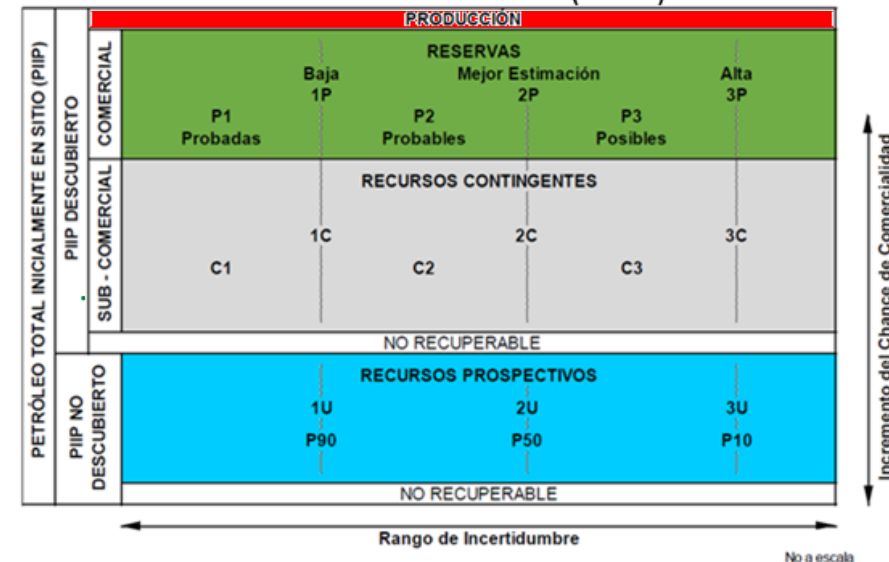 PRODUCCIÓN
PETRÓLEO TOTAL INICIALMENTE EN SITIO (PIIP)
PIIP DESCUBIERTO
COMERCIAL
RESERVAS
Baja Mejor Estimación Alta
1P 2P 3P
P1 P2 P3
Probadas Probables Posibles
SUB - COMERCIAL
RECURSOS CONTINGENTES
1C 2C 3C
C1 C2 C3
NO RECUPERABLE
PIIP NO
DESCUBIERTO
RECURSOS PROSPECTIVOS
1U 2U 3U
P90 P50 P10
NO RECUPERABLE
Incremento del Chance de Comercialidad
Rango de Incertidumbre
No a escala